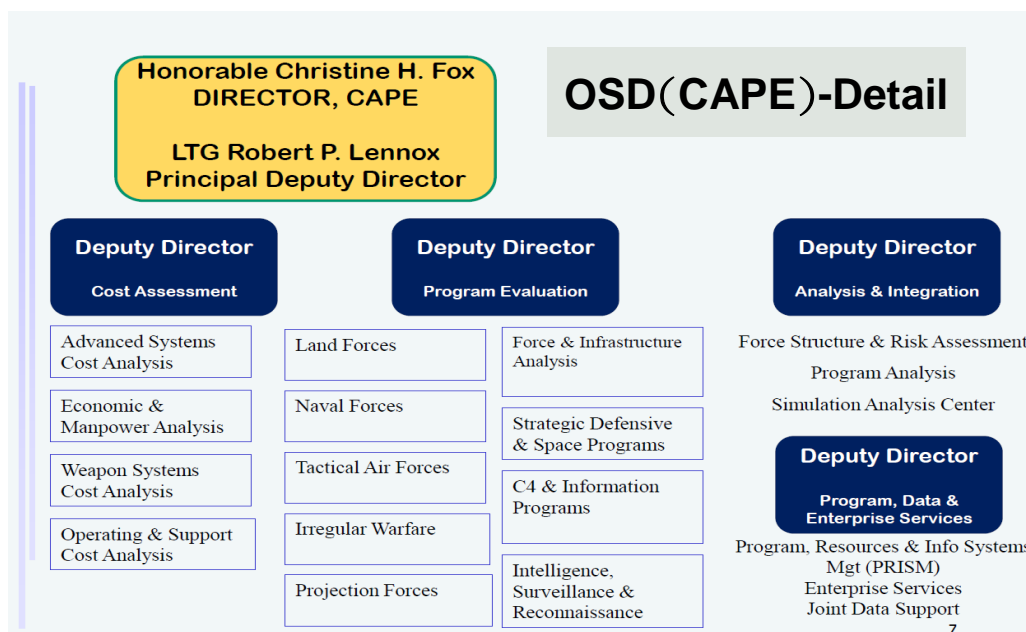 Honorable Christine H. Fox
DIRECTOR, CAPE
LTG Robert P. Lennox
Principal Deputy Director
OSD(CAPE)-Detail
Deputy Director
Cost Assessment
Advanced Systems
Cost Analysis
Economic &
Manpower Analysis
Weapon Systems
Cost Analysis
Operating & Support
Cost Analysis
Deputy Director
Program Evaluation
Land Forces
Naval Forces
Tactical Air Forces
Irregular Warfare
Projection Forces
Force & Infrastructure
Analysis
Strategic Defensive
& Space Programs
C4 & Information
Programs
Intelligence,
Surveillance &
Reconnaissance
Deputy Director
Analysis & Integration
Force Structure & Risk Assessment
Program Analysis
Simulation Analysis Center
Deputy Director
Program, Data &
Enterprise Services
Program, Resources & Info Systems
Mgt (PRISM)
Enterprise Services
Joint Data Support
7